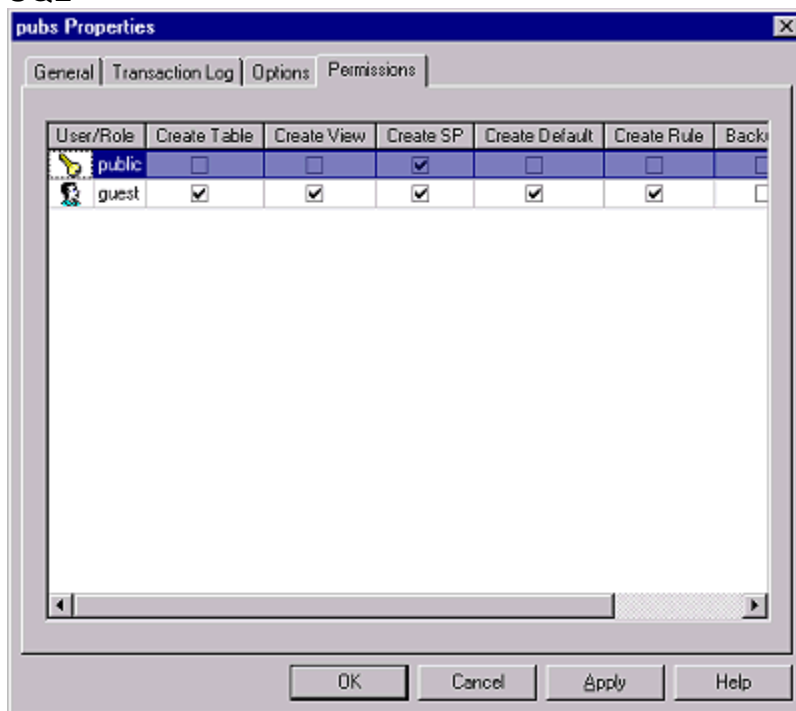 pubs Properties
General Transaction Log Options Permissions
User/Role Create Table Create View Create SP Create Default Create Rule
public
guest
OK Cancel Apply Help